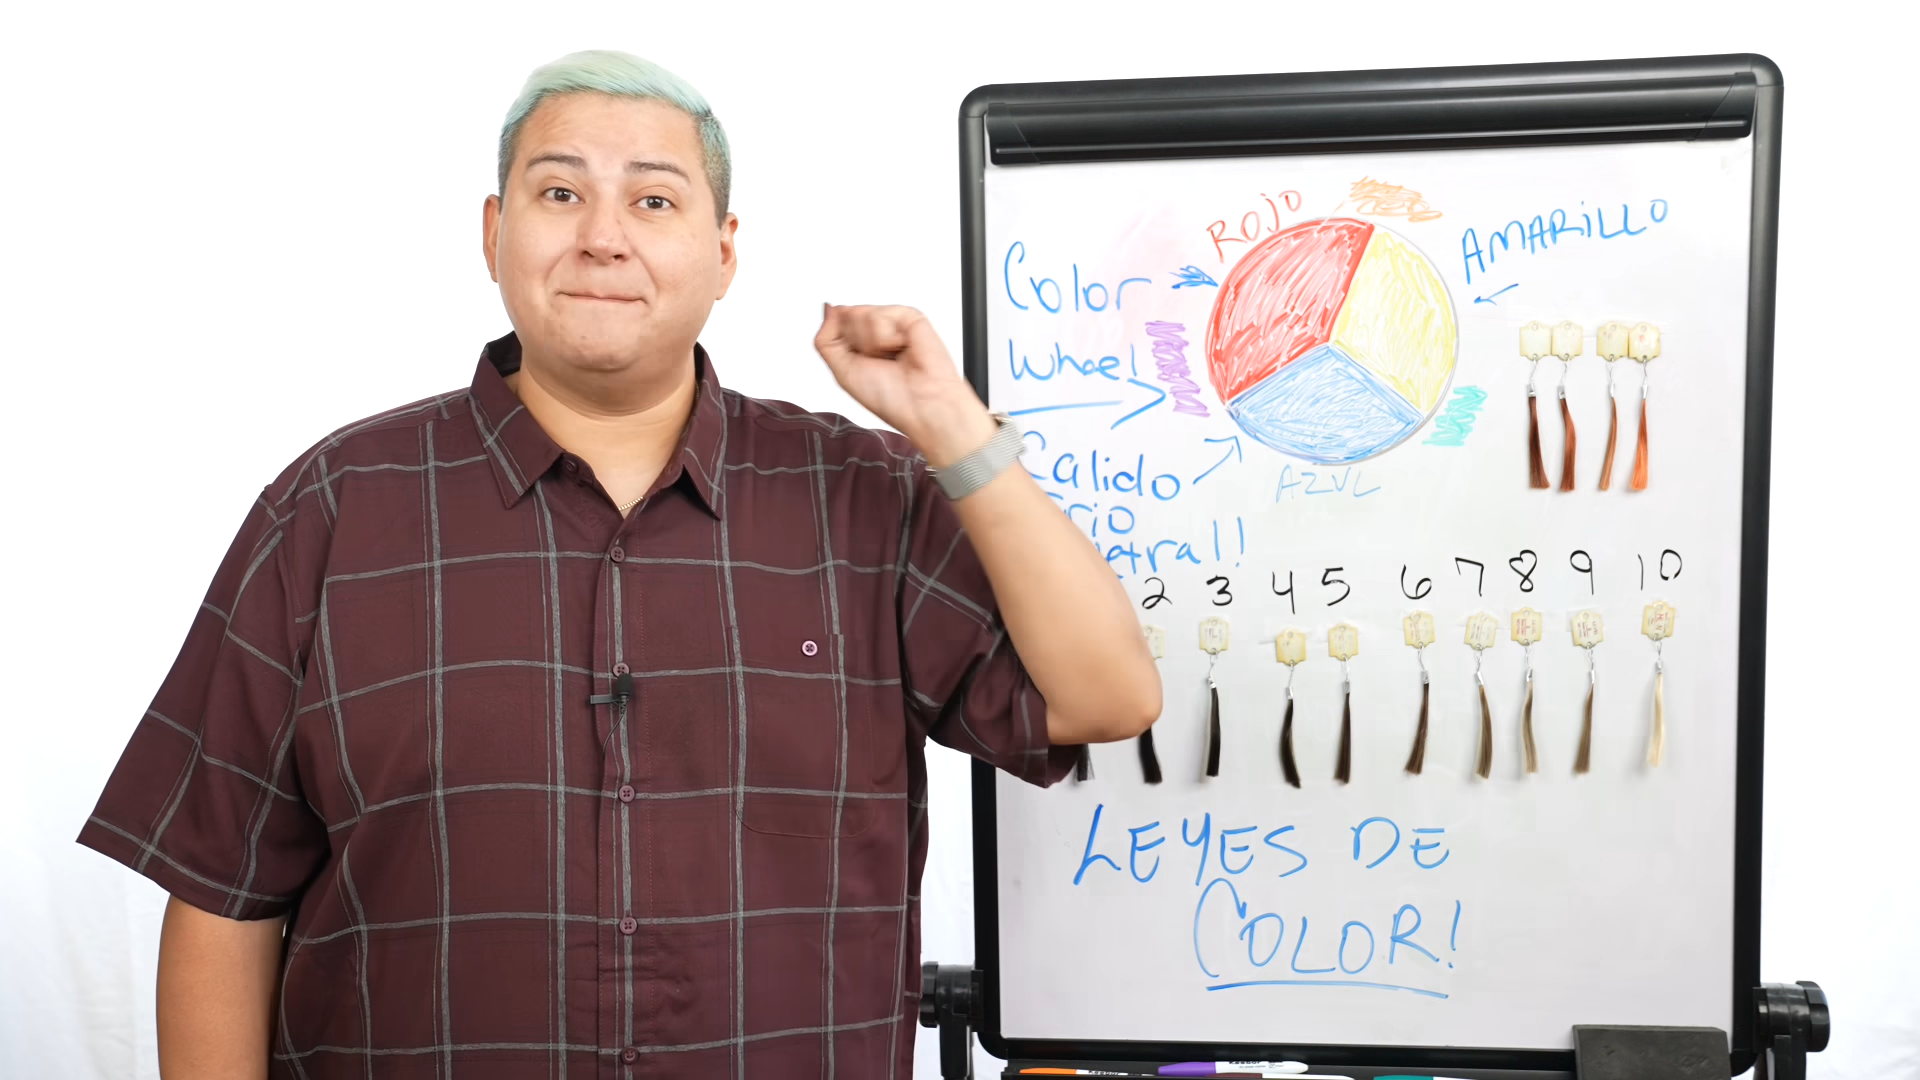 ROJO
AMARiLLO
Color
Wheel
AZUL
Calido
2 3 4 5 6 7 8 9 10
LEYES DE
COLOR!